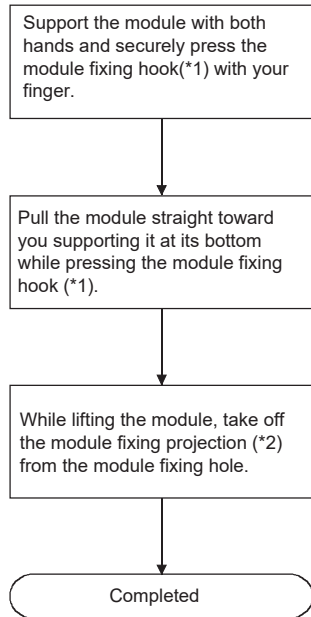 Support the module with both
hands and securely press the
module fixing hook(*1) with your
finger.
Pull the module straight toward
you supporting it at its bottom
while pressing the module fixing
hook (*1).
While lifting the module, take off
the module fixing projection (*2)
from the module fixing hole.
Completed